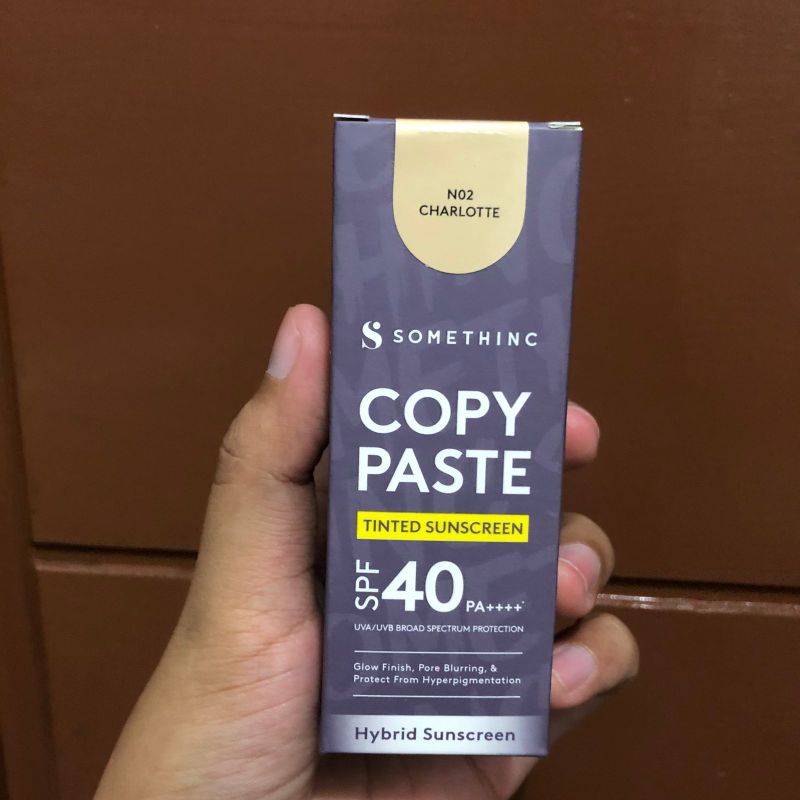 N02
CHARLOTTE
SOMETHINC
COPY
PASTE
TINTED SUNSCREEN
SPF 40 PA++++
UVA/UVB BROAD SPECTRUM PROTECTION
Glow Finish, Pore Blurring, &
Protect From Hyperpigmentation
Hybrid Sunscreen